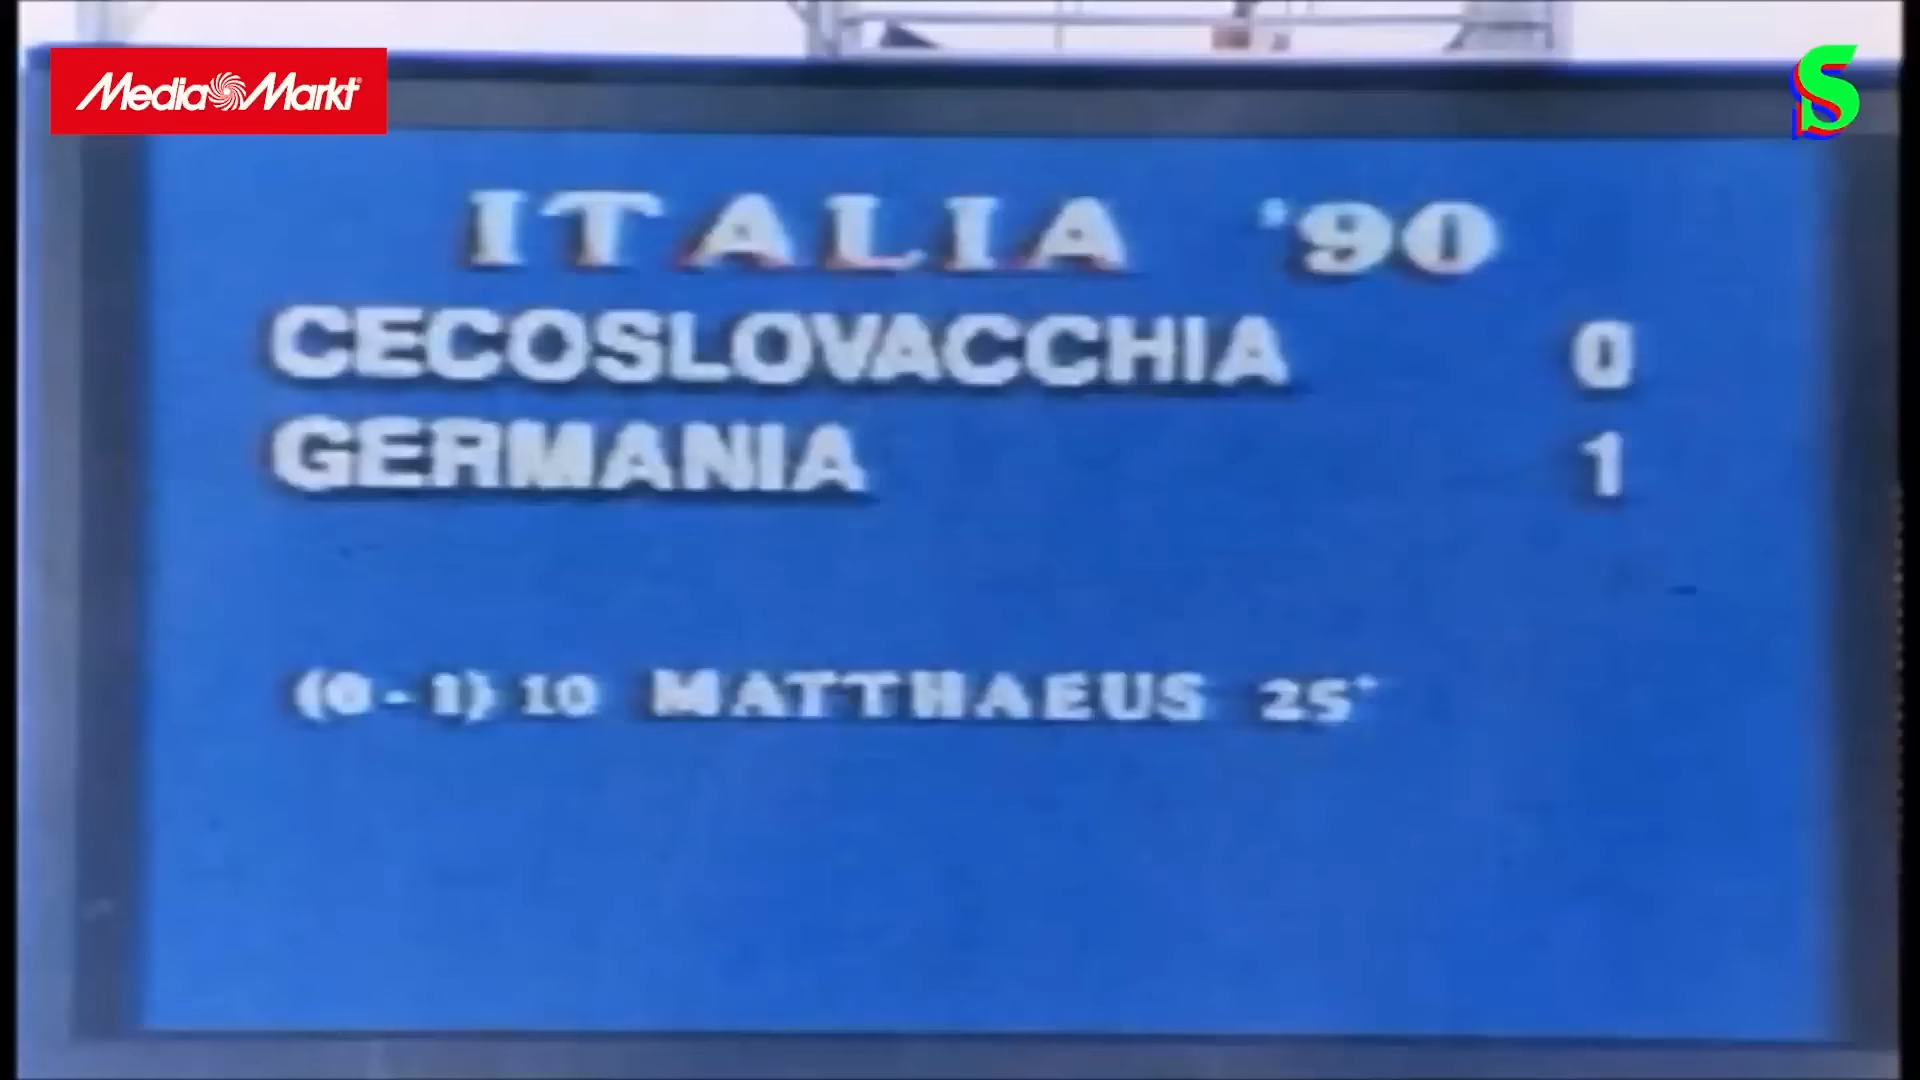 MediaMarkt
S
ITALIA '90
CECOSLOVACCHIA 0
GERMANIA 1
(0-1) 10 MATTHAEUS 25'